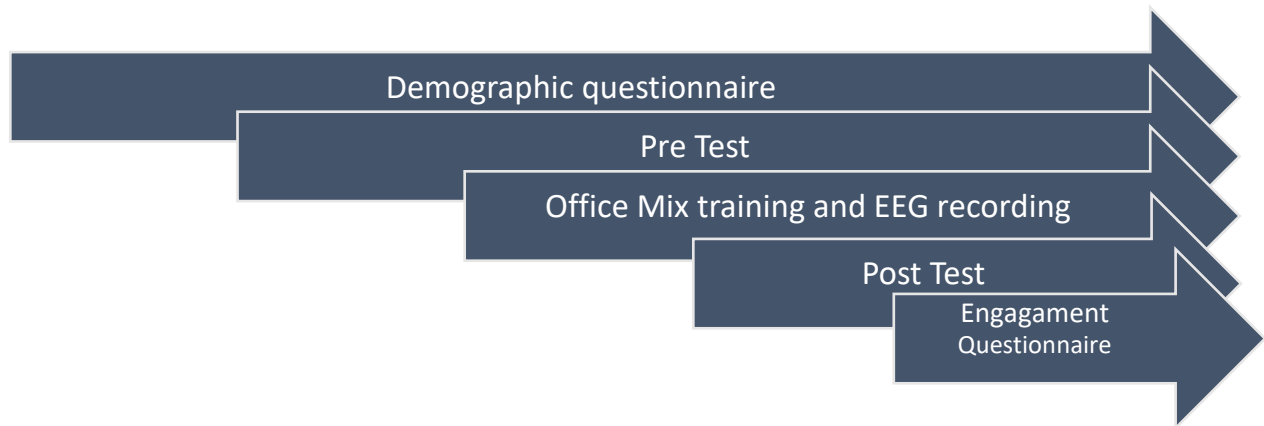 Demographic questionnaire
Pre Test
Office Mix training and EEG recording
Post Test
Engagament
Questionnaire